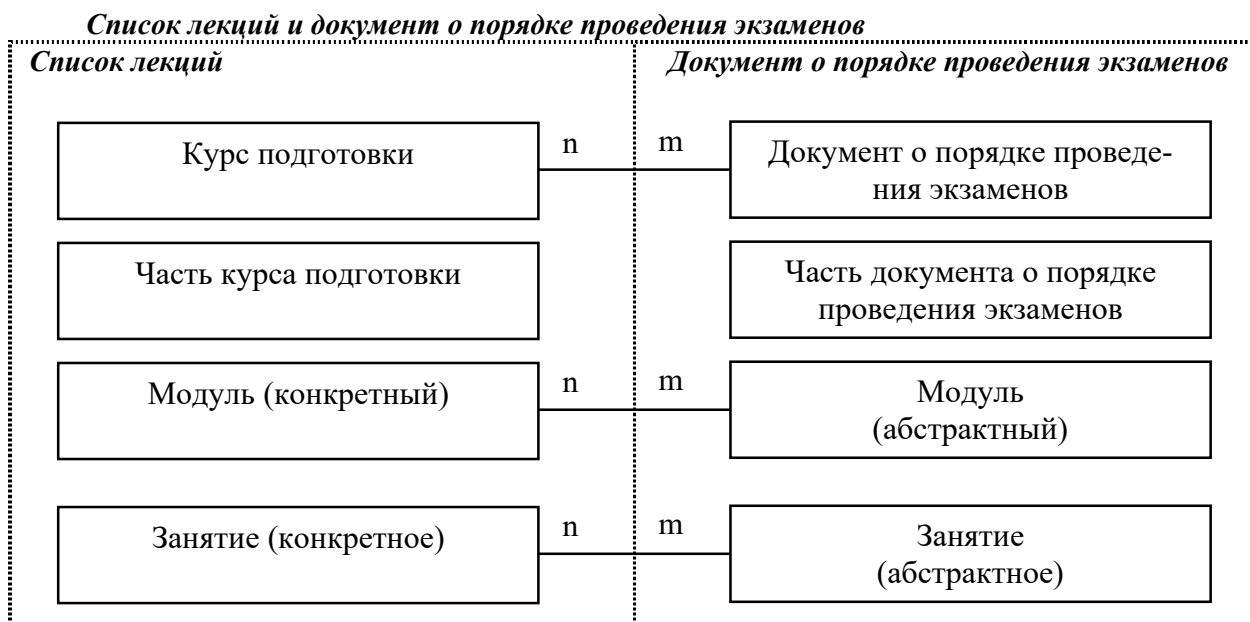 Список лекций и документ о порядке проведения экзаменов
Список лекций
Документ о порядке проведения экзаменов
Курс подготовки
n
m
Документ о порядке проведе-
ния экзаменов
Часть курса подготовки
Часть документа о порядке
проведения экзаменов
Модуль (конкретный)
n
m
Модуль
(абстрактный)
Занятие (конкретное)
n
m
Занятие
(абстрактное)